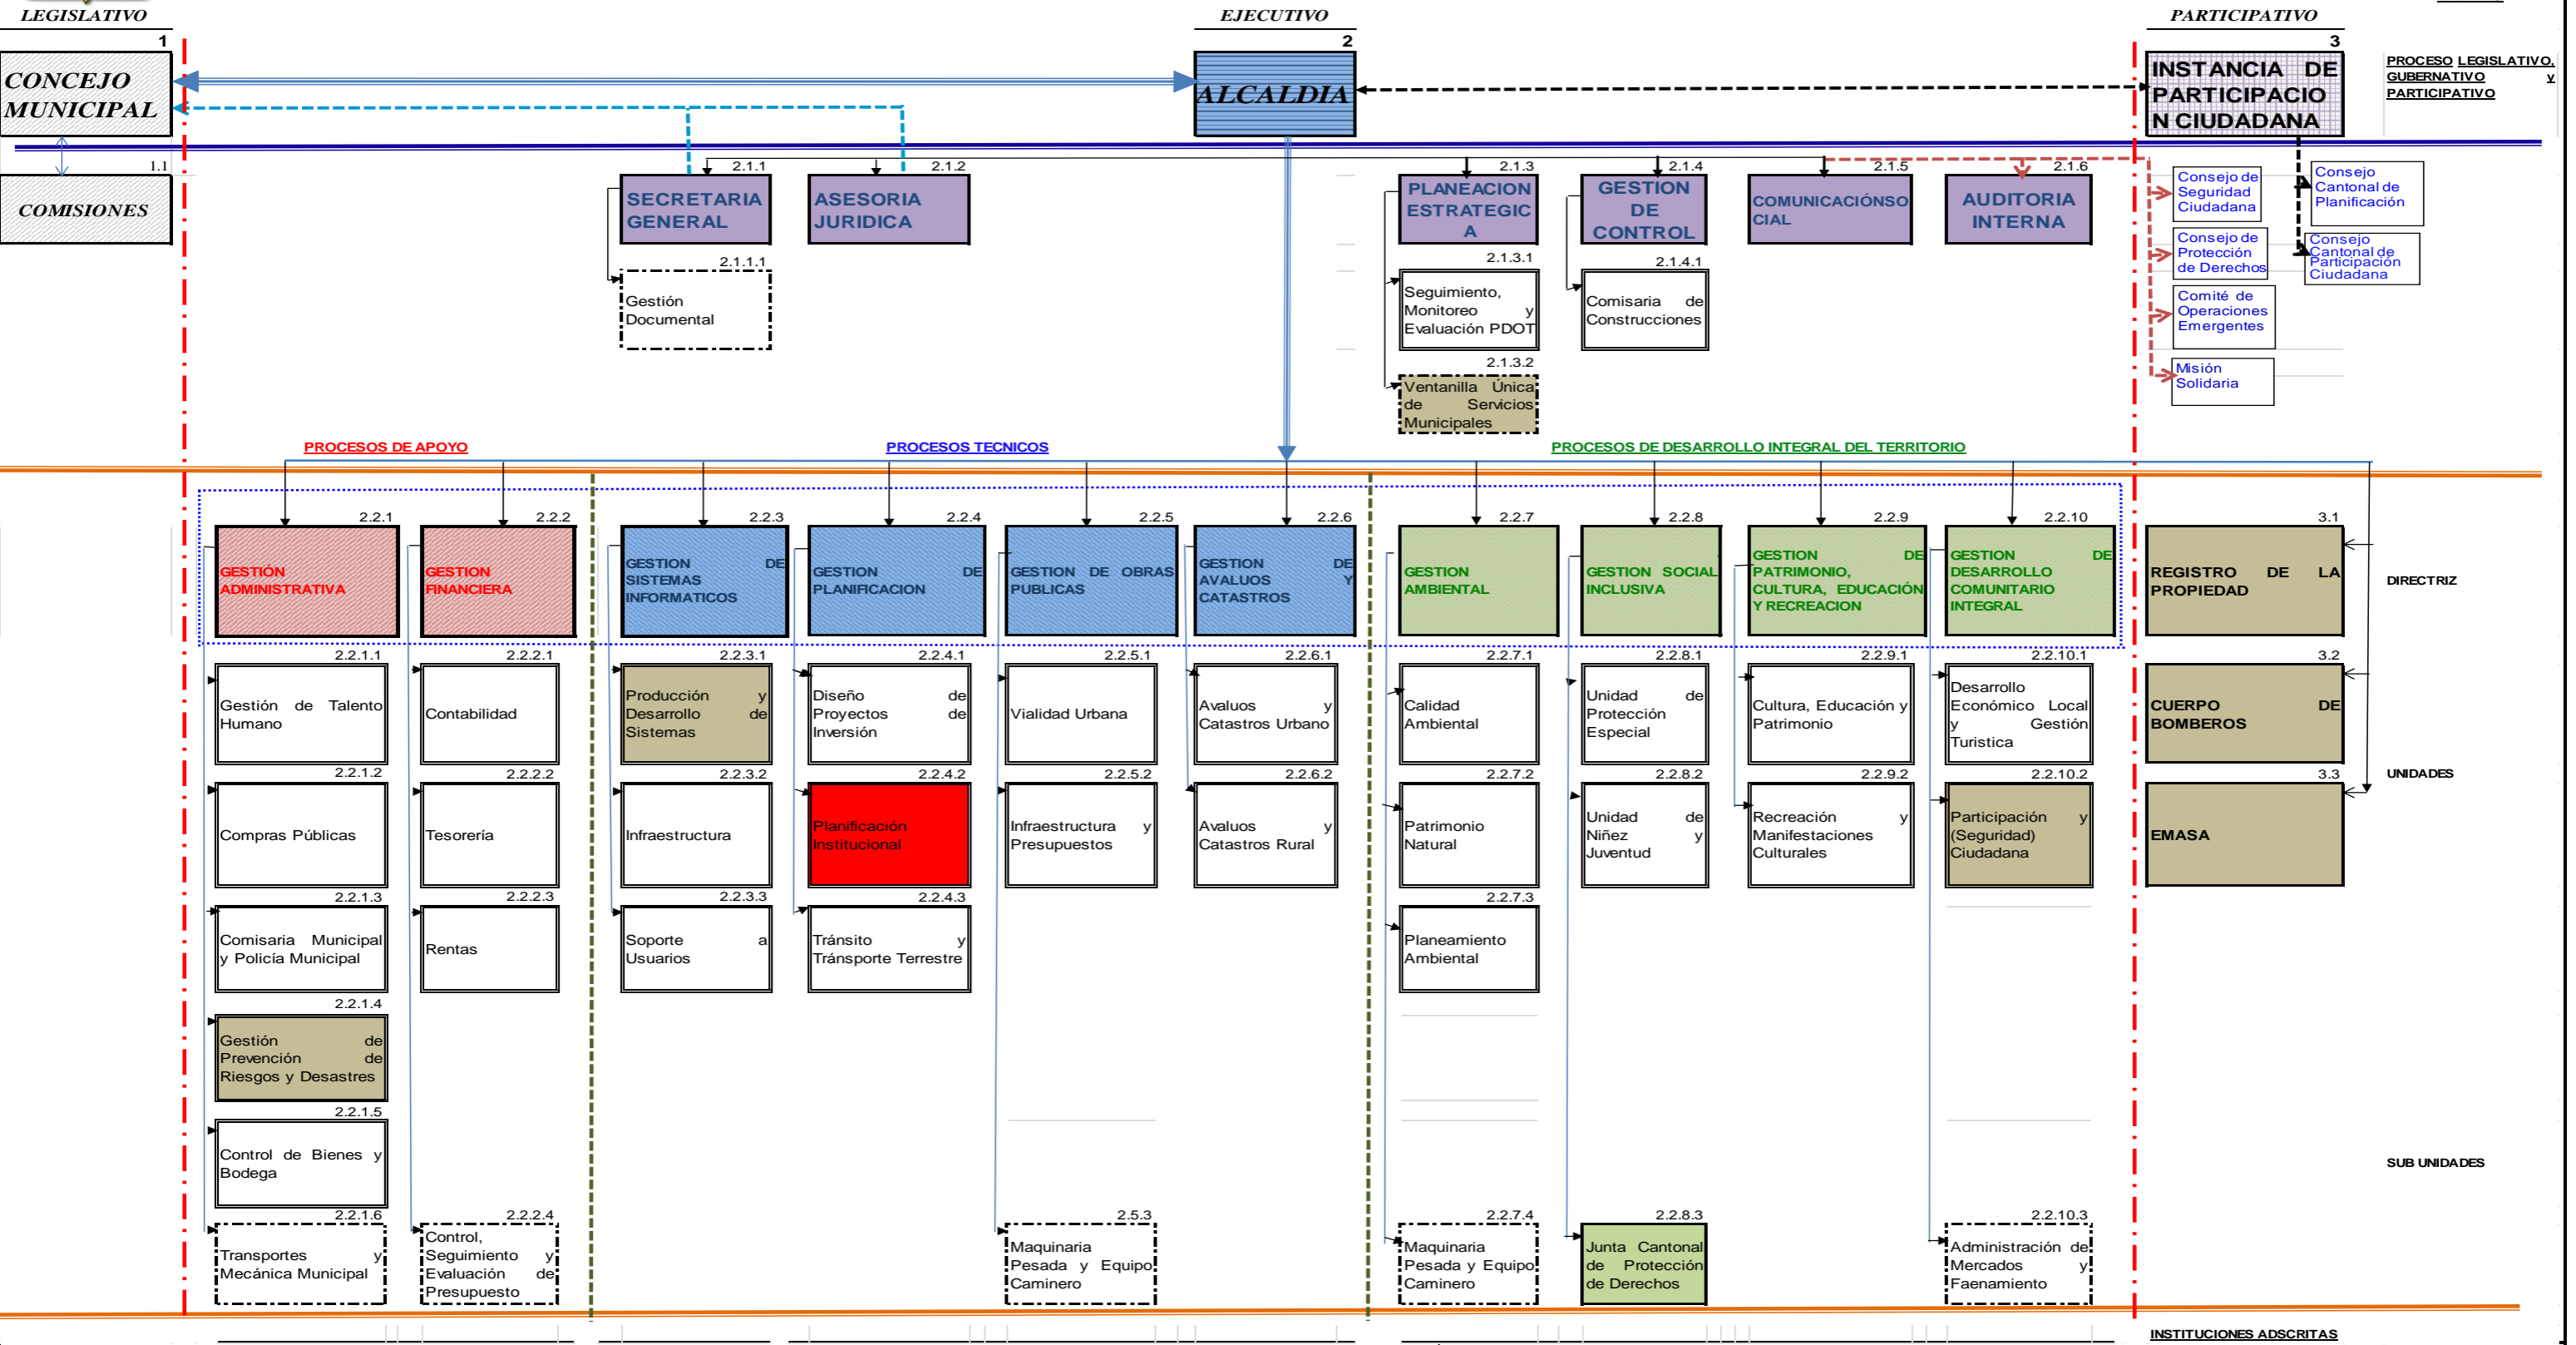 LEGISLATIVO
EJECUTIVO
PARTICIPATIVO
1
2
3
CONCEJO
MUNICIPAL
ALCALDIA
INSTANCIA DE
PARTICIPACIO
N CIUDADANA
PROCESO LEGISLATIVO,
GUBERNATIVO y
PARTICIPATIVO
1.1
COMISIONES
2.1.1
SECRETARIA
GENERAL
2.1.2
ASESORIA
JURIDICA
2.1.3
PLANEACION
ESTRATEGIC
A
2.1.4
GESTION
DE
CONTROL
2.1.5
COMUNICACIÓNSO
CIAL
2.1.6
AUDITORIA
INTERNA
Consejo de
Seguridad
Ciudadana
Consejo
Cantonal de
Planificación
Consejo de
Protección
de Derechos
Consejo
Cantonal de
Participación
Ciudadana
Comité de
Operaciones
Emergentes
Misión
Solidaria
2.1.1.1
Gestión
Documental
2.1.3.1
Seguimiento,
Monitoreo y
Evaluación PDOT
2.1.4.1
Comisaria de
Construcciones
2.1.3.2
Ventanilla Única
de Servicios
Municipales
PROCESOS DE APOYO
PROCESOS TECNICOS
PROCESOS DE DESARROLLO INTEGRAL DEL TERRITORIO
2.2.1
GESTIÓN
ADMINISTRATIVA
2.2.2
GESTION
FINANCIERA
2.2.3
GESTION DE
SISTEMAS
INFORMATICOS
2.2.4
GESTION DE
PLANIFICACION
2.2.5
GESTION DE OBRAS
PUBLICAS
2.2.6
GESTION DE
AVALUOS Y
CATASTROS
2.2.7
GESTION
AMBIENTAL
2.2.8
GESTION SOCIAL
INCLUSIVA
2.2.9
GESTION DE
PATRIMONIO,
CULTURA, EDUCACIÓN
Y RECREACION
2.2.10
GESTION DE
DESARROLLO
COMUNITARIO
INTEGRAL
3.1
REGISTRO DE LA
PROPIEDAD
DIRECTRIZ
2.2.1.1
Gestión de Talento
Humano
2.2.2.1
Contabilidad
2.2.3.1
Producción y
Desarrollo de
Sistemas
2.2.4.1
Diseño de
Proyectos de
Inversión
2.2.5.1
Vialidad Urbana
2.2.6.1
Avaluos y
Catastros Urbano
2.2.7.1
Calidad
Ambiental
2.2.8.1
Unidad de
Protección
Especial
2.2.9.1
Cultura, Educación y
Patrimonio
2.2.10.1
Desarrollo
Económico Local
y Gestión
Turistica
3.2
CUERPO DE
BOMBEROS
2.2.1.2
Compras Públicas
2.2.2.2
Tesorería
2.2.3.2
Infraestructura
2.2.4.2
Planificación
Institucional
2.2.5.2
Infraestructura y
Presupuestos
2.2.6.2
Avaluos y
Catastros Rural
2.2.7.2
Patrimonio
Natural
2.2.8.2
Unidad de
Niñez y
Juventud
2.2.9.2
Recreación y
Manifestaciones
Culturales
2.2.10.2
Participación y
(Seguridad)
Ciudadana
3.3
EMASA
UNIDADES
2.2.1.3
Comisaria Municipal
y Policía Municipal
2.2.2.3
Rentas
2.2.3.3
Soporte a
Usuarios
2.2.4.3
Tránsito y
Tránsporte Terrestre
2.2.7.3
Planeamiento
Ambiental
2.2.1.4
Gestión de
Prevención de
Riesgos y Desastres
2.2.1.5
Control de Bienes y
Bodega
SUB UNIDADES
2.2.1.6
Transportes y
Mecánica Municipal
2.2.2.4
Control,
Seguimiento y
Evaluación de
Presupuesto
2.5.3
Maquinaria
Pesada y Equipo
Caminero
2.2.7.4
Maquinaria
Pesada y Equipo
Caminero
2.2.8.3
Junta Cantonal
de Protección
de Derechos
2.2.10.3
Administración de
Mercados y
Faenamiento
INSTITUCIONES ADSCRITAS